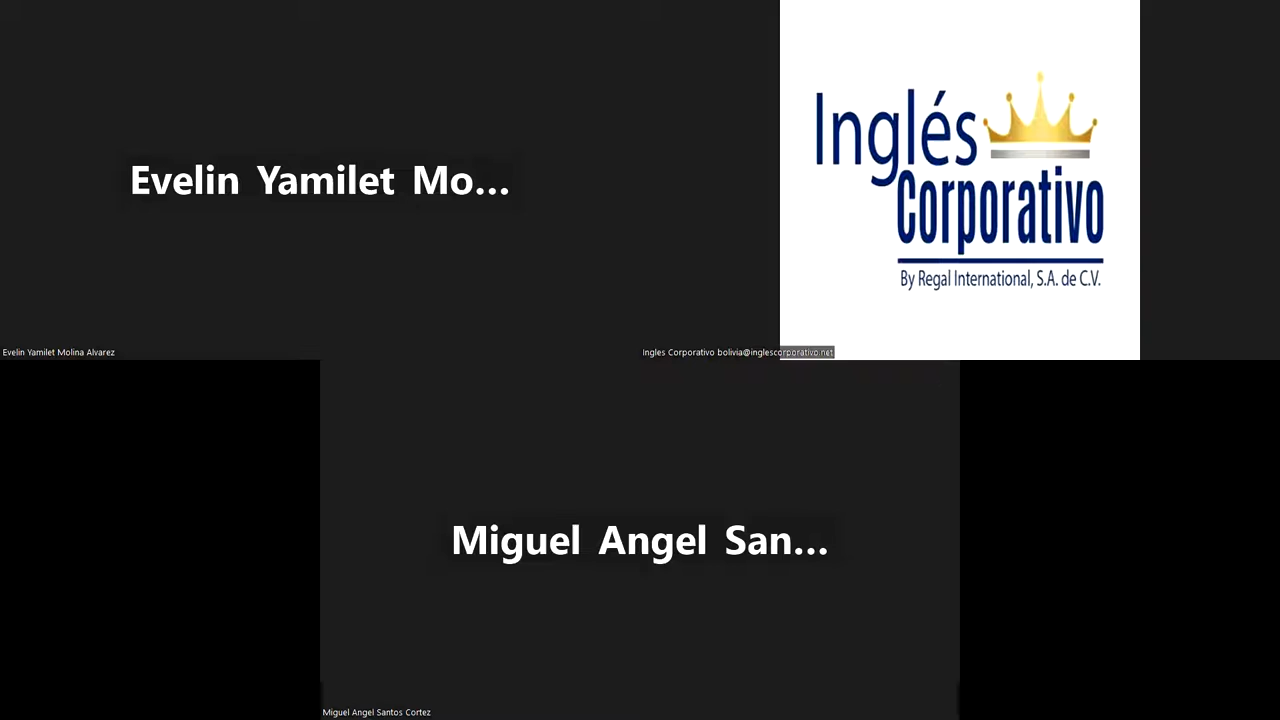 Evelin Yamilet Mo...
Inglés
Corporativo
By Regal International, S.A. de C.V.
Evelin Yamilet Molina Alvarez
Ingles Corporativo bolivia@inglescorporativo.net
Miguel Angel San...
Miguel Angel Santos Cortez